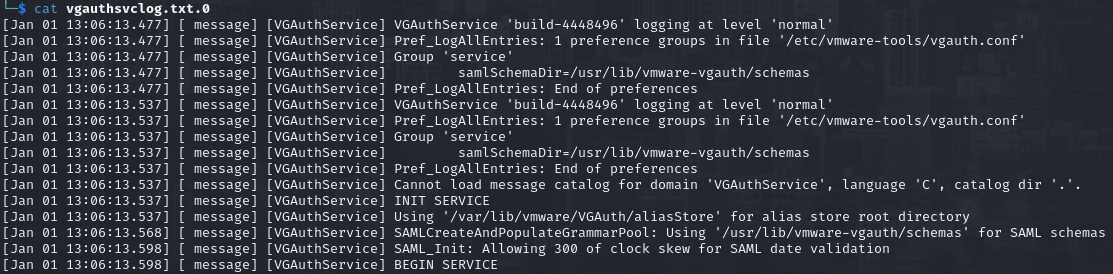 └─$ cat vgauthsvclog.txt.0
[Jan 01 13:06:13.477] [ message] [VGAuthService] VGAuthService 'build-4448496' logging at level 'normal'
[Jan 01 13:06:13.477] [ message] [VGAuthService] Pref_LogAllEntries: 1 preference groups in file '/etc/vmware-tools/vgauth.conf'
[Jan 01 13:06:13.477] [ message] [VGAuthService] Group 'service'
[Jan 01 13:06:13.477] [ message] [VGAuthService]         samlSchemaDir=/usr/lib/vmware-vgauth/schemas
[Jan 01 13:06:13.477] [ message] [VGAuthService] Pref_LogAllEntries: End of preferences
[Jan 01 13:06:13.537] [ message] [VGAuthService] VGAuthService 'build-4448496' logging at level 'normal'
[Jan 01 13:06:13.537] [ message] [VGAuthService] Pref_LogAllEntries: 1 preference groups in file '/etc/vmware-tools/vgauth.conf'
[Jan 01 13:06:13.537] [ message] [VGAuthService] Group 'service'
[Jan 01 13:06:13.537] [ message] [VGAuthService]         samlSchemaDir=/usr/lib/vmware-vgauth/schemas
[Jan 01 13:06:13.537] [ message] [VGAuthService] Pref_LogAllEntries: End of preferences
[Jan 01 13:06:13.537] [ message] [VGAuthService] Cannot load message catalog for domain 'VGAuthService', language 'C', catalog dir '.'.
[Jan 01 13:06:13.537] [ message] [VGAuthService] INIT SERVICE
[Jan 01 13:06:13.537] [ message] [VGAuthService] Using '/var/lib/vmware/VGAuth/aliasStore' for alias store root directory
[Jan 01 13:06:13.568] [ message] [VGAuthService] SAMLCreateAndPopulateGrammarPool: Using '/usr/lib/vmware-vgauth/schemas' for SAML schemas
[Jan 01 13:06:13.598] [ message] [VGAuthService] SAML_Init: Allowing 300 of clock skew for SAML date validation
[Jan 01 13:06:13.598] [ message] [VGAuthService] BEGIN SERVICE